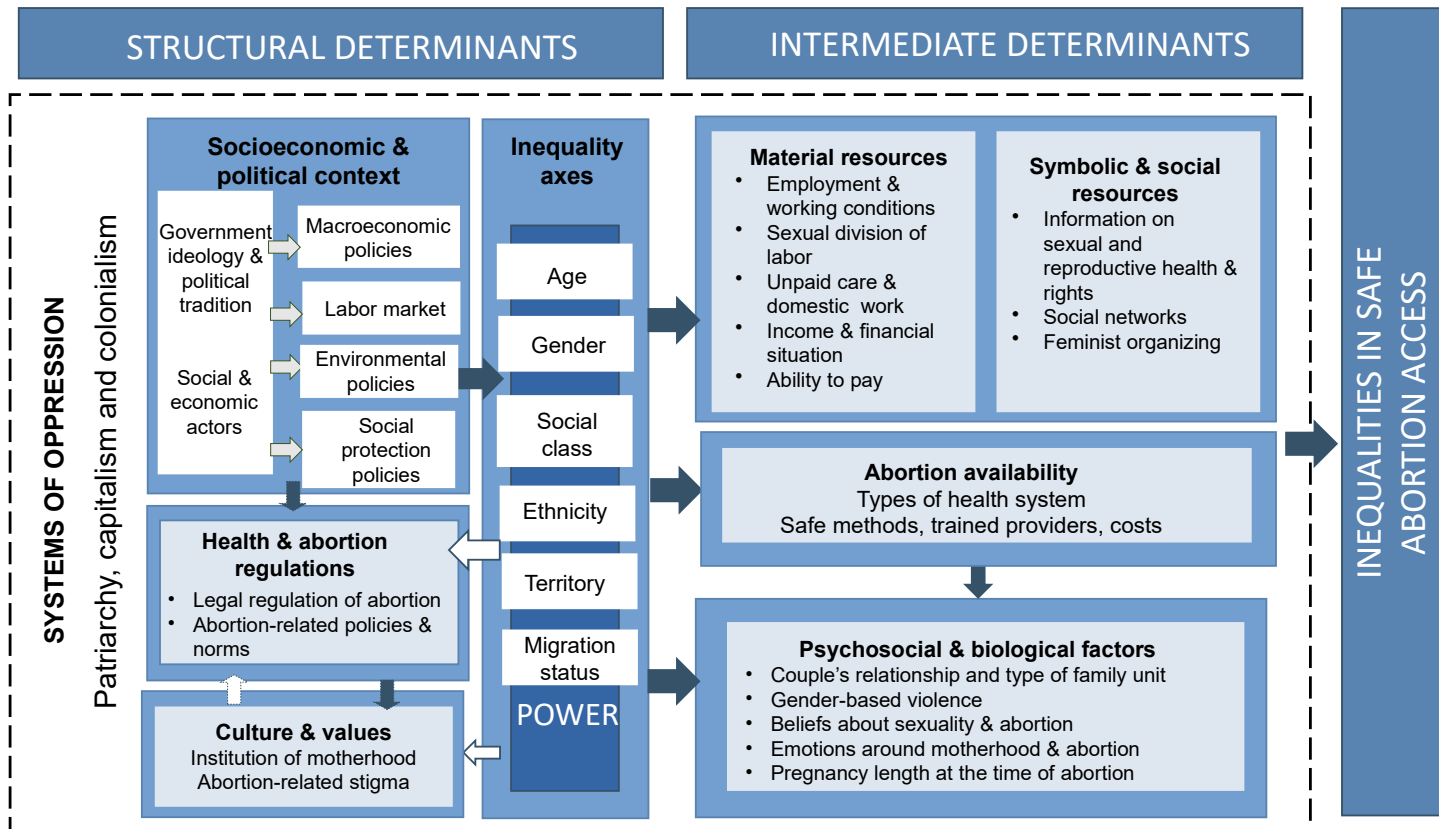 STRUCTURAL DETERMINANTS
INTERMEDIATE DETERMINANTS
SYSTEMS OF OPPRESSION
Patriarchy, capitalism and colonialism
Socioeconomic &
political context
Government
ideology &
political
tradition
Social &
economic
actors
Macroeconomic
policies
Labor market
Environmental
policies
Social
protection
policies
Health & abortion
regulations
• Legal regulation of abortion
• Abortion-related policies &
norms
Culture & values
Institution of motherhood
Abortion-related stigma
Inequality
axes
Age
Gender
Social
class
Ethnicity
Territory
Migration
status
POWER
Material resources
• Employment &
working conditions
• Sexual division of
labor
• Unpaid care &
domestic work
• Income & financial
situation
• Ability to pay
Symbolic & social
resources
• Information on
sexual and
reproductive health &
rights
• Social networks
• Feminist organizing
Abortion availability
Types of health system
Safe methods, trained providers, costs
Psychosocial & biological factors
• Couple’s relationship and type of family unit
• Gender-based violence
• Beliefs about sexuality & abortion
• Emotions around motherhood & abortion
• Pregnancy length at the time of abortion
INEQUALITIES IN SAFE
ABORTION ACCESS